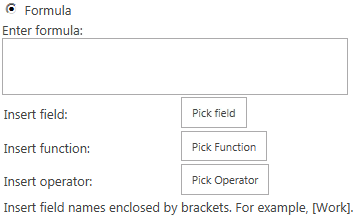 Formula
Enter formula:
Insert field: Pick field
Insert function: Pick Function
Insert operator: Pick Operator
Insert field names enclosed by brackets. For example, [Work].